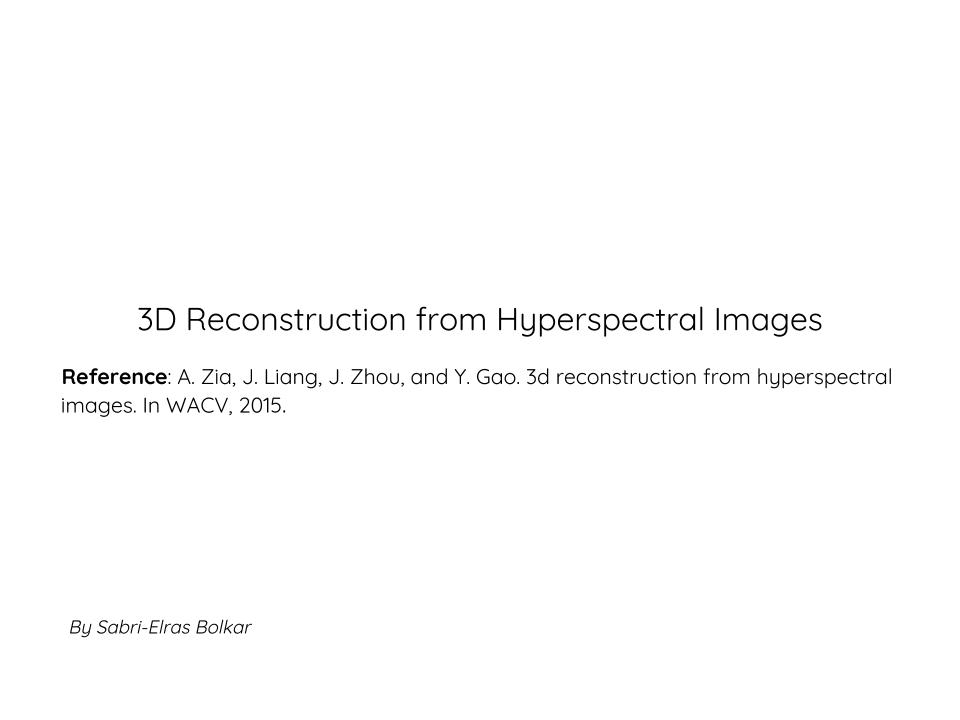 3D Reconstruction from Hyperspectral Images
Reference: A. Zia, J. Liang, J. Zhou, and Y. Gao. 3d reconstruction from hyperspectral
images. In WACV, 2015.
By Sabri-Elras Bolkar